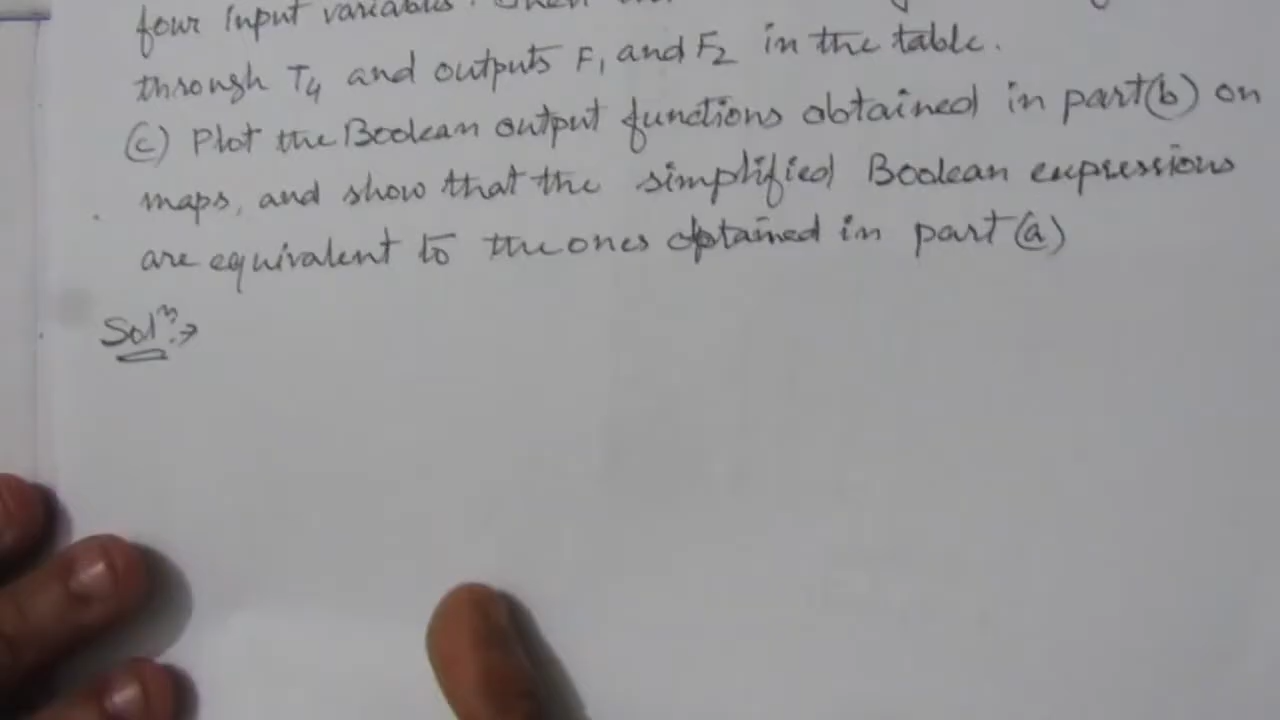 four input variables. 
through T4 and outputs F1 and F2 in the table.
(c) Plot the Boolean output functions obtained in part(b) on
maps, and show that the simplified Boolean expressions
are equivalent to the ones obtained in part (a)
Soln:→